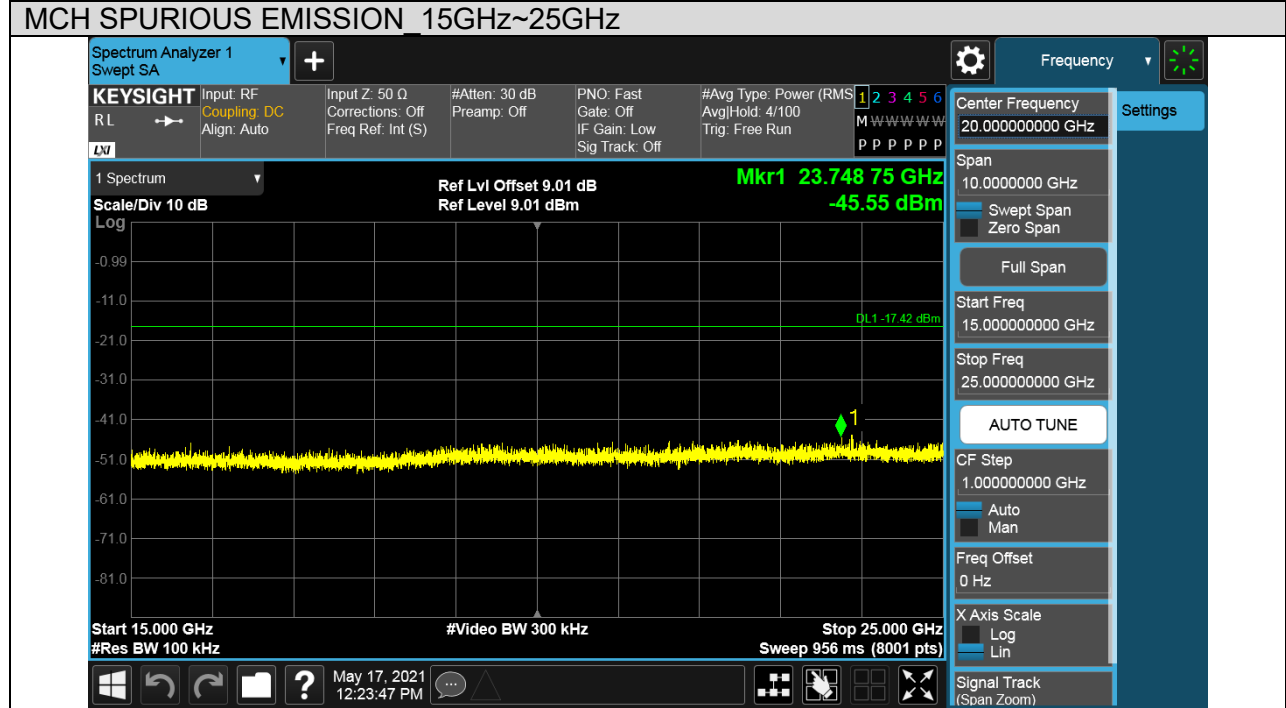 MCH SPURIOUS EMISSION_15GHz~25GHz
Spectrum Analyzer 1
Swept SA
+
Frequency
KEYSIGHT
RL
LXI
Input: RF
Coupling: DC
Align: Auto
Input Z: 50 Ω
Corrections: Off
Freq Ref: Int (S)
#Atten: 30 dB
Preamp: Off
PNO: Fast
Gate: Off
IF Gain: Low
Sig Track: Off
#Avg Type: Power (RMS
Avg|Hold: 4/100
Trig: Free Run
1 2 3 4 5 6
M W W W W W
P P P P P P
1 Spectrum
Scale/Div 10 dB
Log
Ref Lvl Offset 9.01 dB
Ref Level 9.01 dBm
Mkr1 23.748 75 GHz
-45.55 dBm
-0.99
-11.0
DL1 -17.42 dBm
-21.0
-31.0
-41.0
1
-51.0
-61.0
-71.0
-81.0
Start 15.000 GHz
#Res BW 100 kHz
#Video BW 300 kHz
Stop 25.000 GHz
Sweep 956 ms (8001 pts)
?
May 17, 2021
12:23:47 PM
Center Frequency
20.000000000 GHz
Span
10.0000000 GHz
Swept Span
Zero Span
Full Span
Start Freq
15.000000000 GHz
Stop Freq
25.000000000 GHz
AUTO TUNE
CF Step
1.000000000 GHz
Auto
Man
Freq Offset
0 Hz
X Axis Scale
Log
Lin
Signal Track
(Span Zoom)
Settings